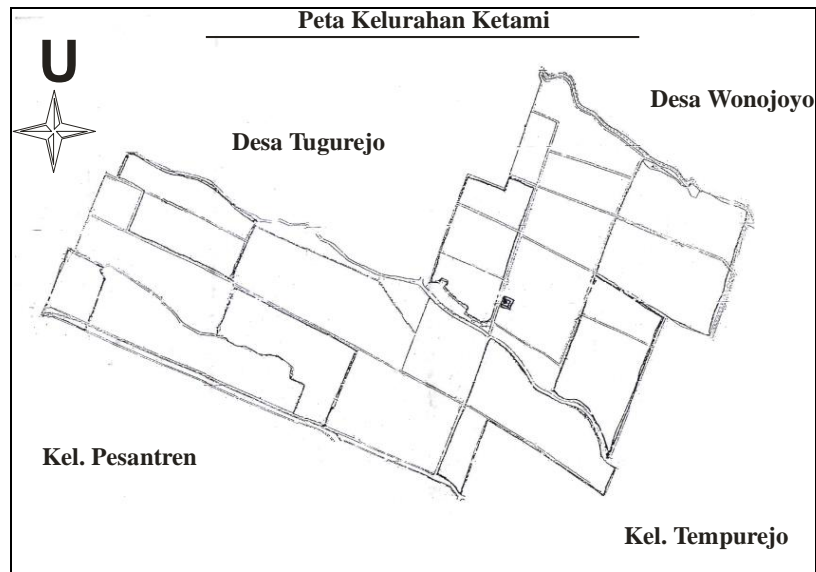 Peta Kelurahan Ketami
U
Desa Wonojoyo
Desa Tugurejo
Kel. Pesantren
Kel. Tempurejo